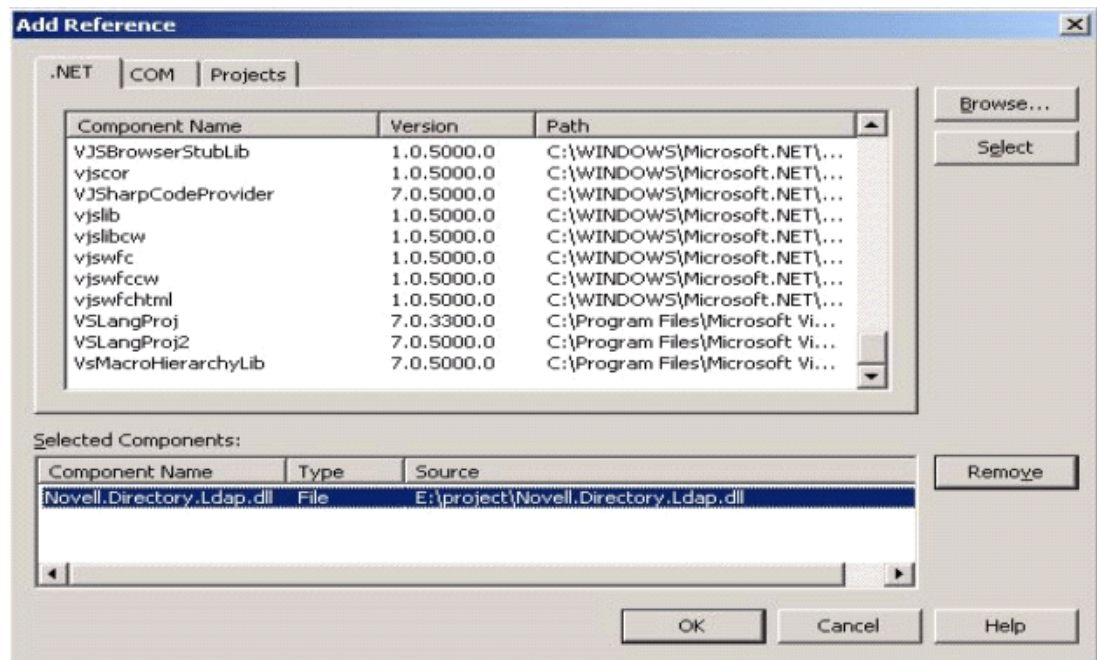 Add Reference
.NET COM Projects
Browse...
Select
Component Name Version Path
VJSBrowserStubLib 1.0.5000.0 C:\WINDOWS\Microsoft.NET\...
vjscor 1.0.5000.0 C:\WINDOWS\Microsoft.NET\...
VJSharpCodeProvider 7.0.5000.0 C:\WINDOWS\Microsoft.NET\...
vjslib 1.0.5000.0 C:\WINDOWS\Microsoft.NET\...
vjslibcw 1.0.5000.0 C:\WINDOWS\Microsoft.NET\...
vjswfc 1.0.5000.0 C:\WINDOWS\Microsoft.NET\...
vjswfccw 1.0.5000.0 C:\WINDOWS\Microsoft.NET\...
vjswfchtml 1.0.5000.0 C:\WINDOWS\Microsoft.NET\...
VSLangProj 7.0.3300.0 C:\Program Files\Microsoft Vi...
VSLangProj2 7.0.5000.0 C:\Program Files\Microsoft Vi...
VsMacroHierarchyLib 7.0.5000.0 C:\Program Files\Microsoft Vi...
Selected Components:
Component Name Type Source
Remove
Novell.Directory.Ldap.dll File E:\project\Novell.Directory.Ldap.dll
OK Cancel Help